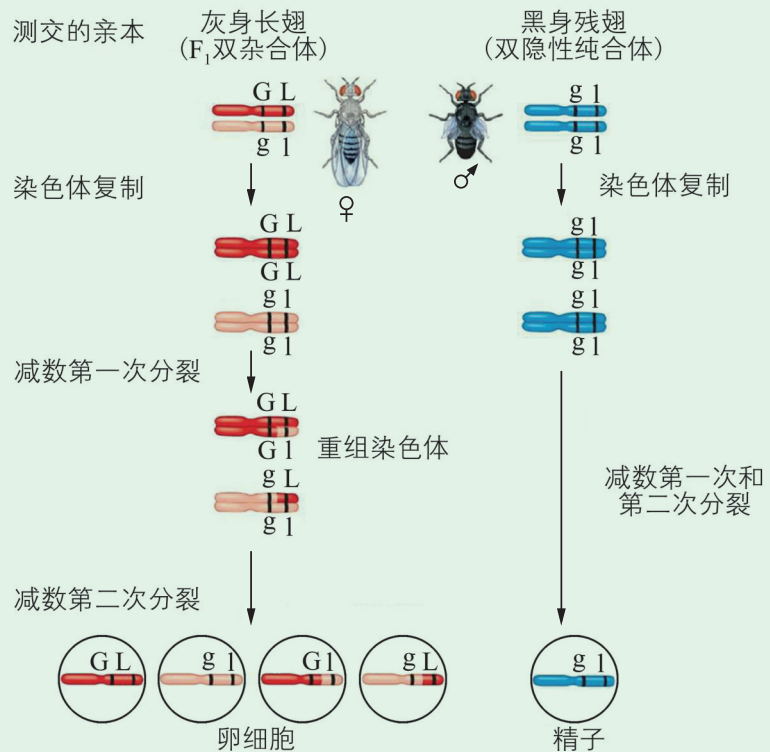 测交的亲本
灰身长翅
(F₁双杂合体)
黑身残翅
(双隐性纯合体)
G L
g l
♀
g l
♂
染色体复制
染色体复制
G L
G L
g l
g l
g l
g l
g l
g l
减数第一次分裂
G L
G l
重组染色体
g L
g l
减数第一次和
第二次分裂
减数第二次分裂
G L
g l
G l
g L
g l
卵细胞
精子